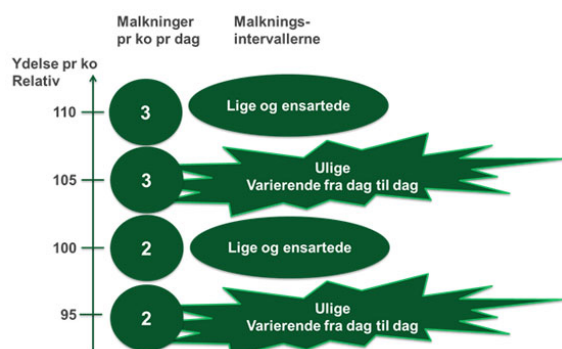 Malkninger
pr ko pr dag
Malknings-
intervallerne
Ydelse pr ko
Relativ
110
3
Lige og ensartede
105
3
Ulige
Varierende fra dag til dag
100
2
Lige og ensartede
95
2
Ulige
Varierende fra dag til dag